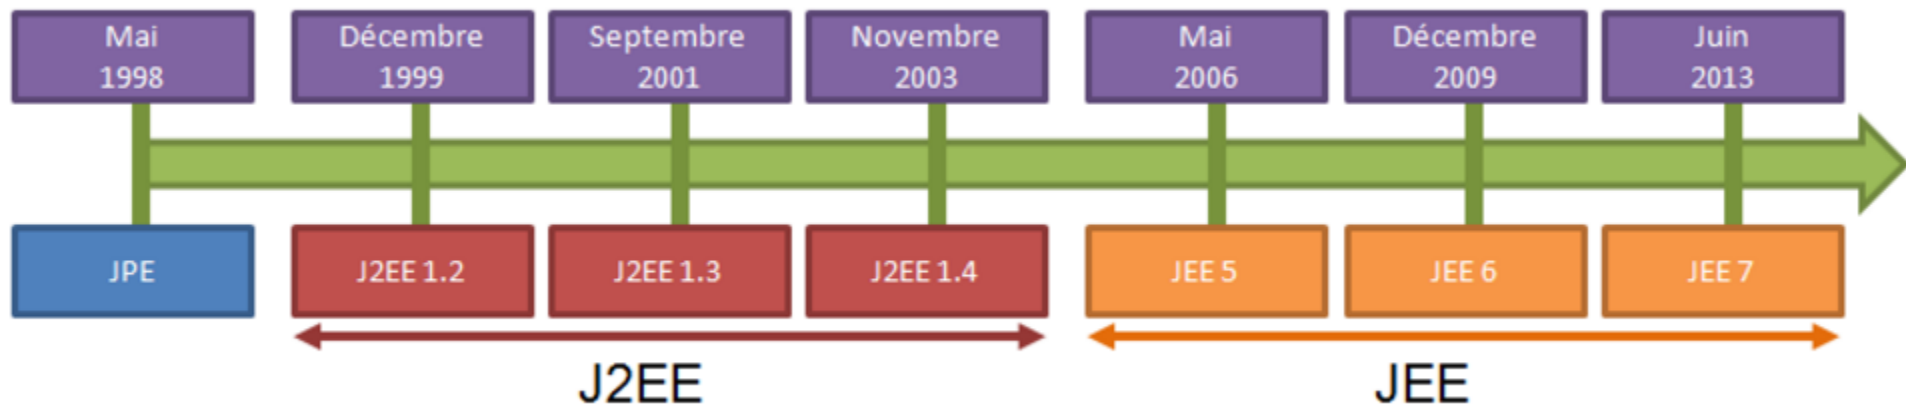 Mai
1998
Décembre
1999
Septembre
2001
Novembre
2003
Mai
2006
Décembre
2009
Juin
2013
JPE
J2EE 1.2
J2EE 1.3
J2EE 1.4
JEE 5
JEE 6
JEE 7
J2EE
JEE